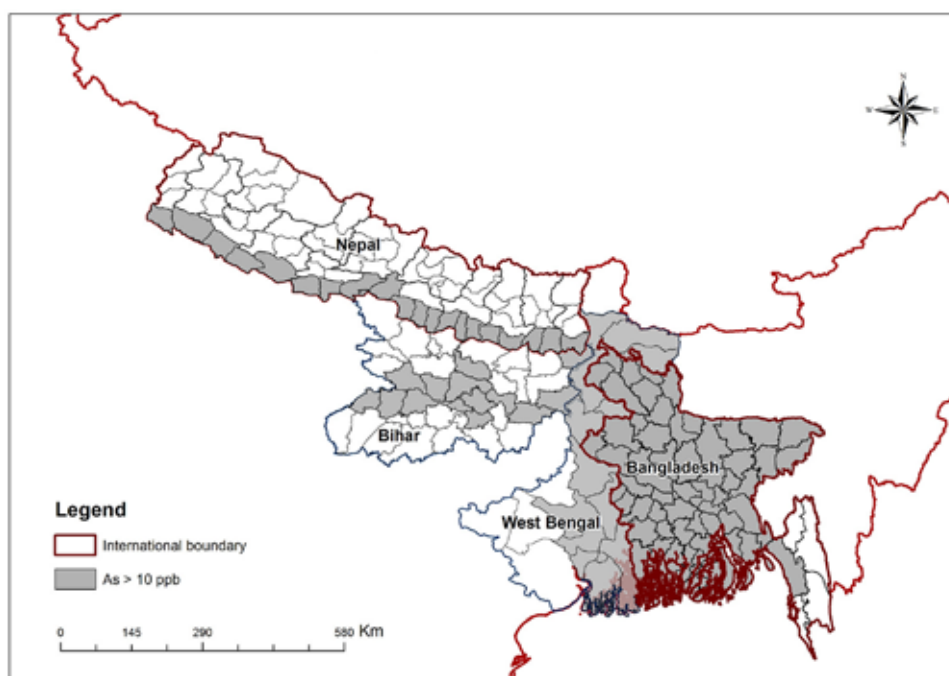 N
W E
S
Nepal
Bihar
Bangladesh
West Bengal
Legend
International boundary
As > 10 ppb
0 145 290 580 Km